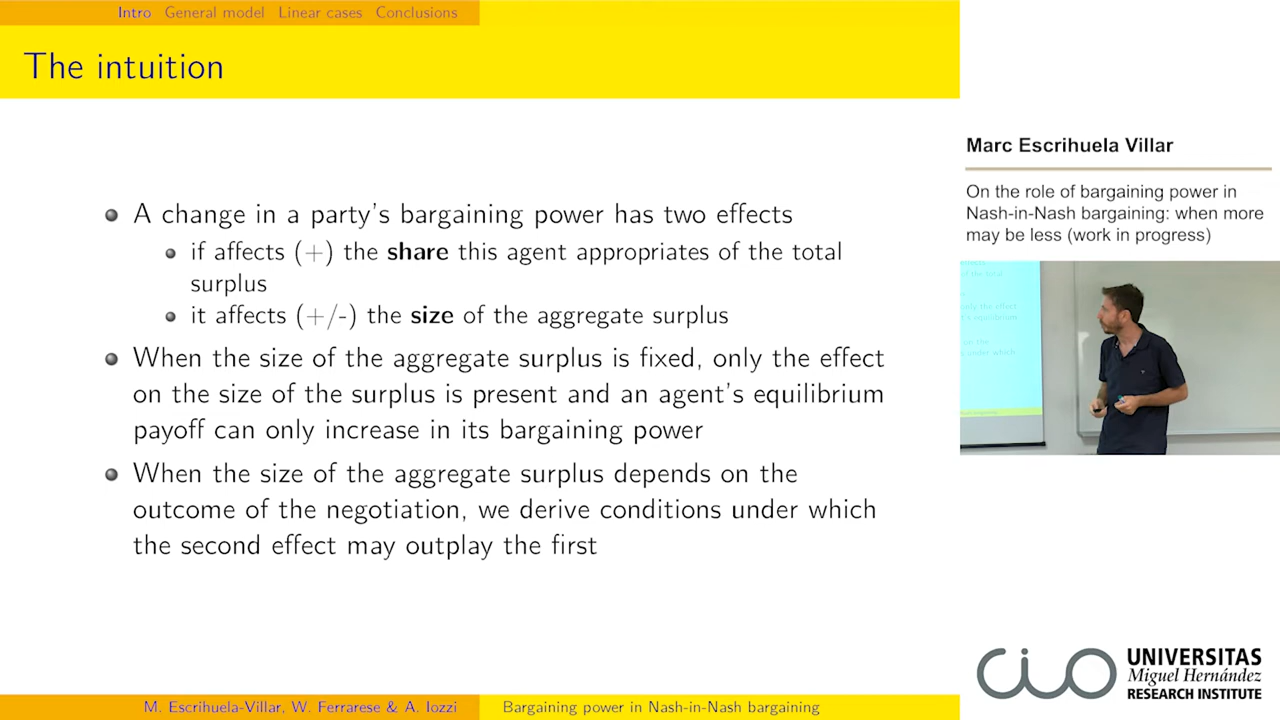 Intro General model Linear cases Conclusions
The intuition
A change in a party's bargaining power has two effects
if affects (+) the share this agent appropriates of the total
surplus
it affects (+/-) the size of the aggregate surplus
When the size of the aggregate surplus is fixed, only the effect
on the size of the surplus is present and an agent's equilibrium
payoff can only increase in its bargaining power
When the size of the aggregate surplus depends on the
outcome of the negotiation, we derive conditions under which
the second effect may outplay the first
M. Escrihuela-Villar, W. Ferrarese & A. Iozzi
Bargaining power in Nash-in-Nash bargaining
Marc Escrihuela Villar
On the role of bargaining power in
Nash-in-Nash bargaining: when more
may be less (work in progress)
cio
UNIVERSITAS
Miguel Hernández
RESEARCH INSTITUTE